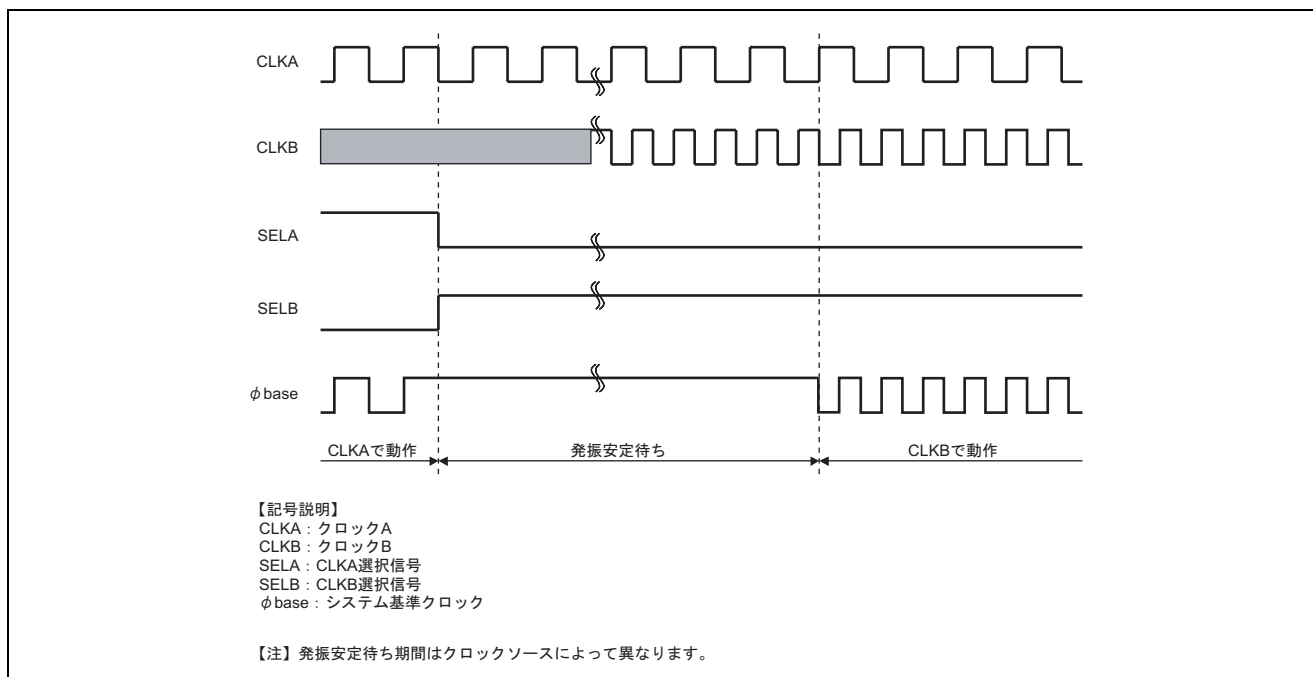 CLKA
CLKB
SELA
SELB
φbase
CLKAで動作
発振安定待ち
CLKBで動作
【記号説明】
CLKA：クロックA
CLKB：クロックB
SELA：CLKA選択信号
SELB：CLKB選択信号
φbase：システム基準クロック
【注】発振安定待ち期間はクロックソースによって異なります。